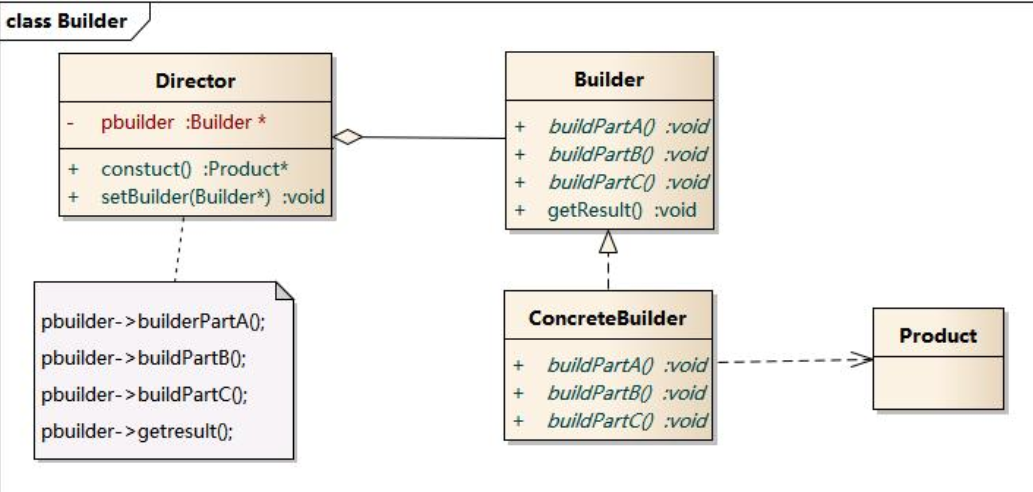 class Builder
Director
- pbuilder :Builder *
+ constuct() :Product*
+ setBuilder(Builder*) :void
Builder
+ buildPartA() :void
+ buildPartB() :void
+ buildPartC() :void
+ getResult() :void
pbuilder->builderPartA();
pbuilder->buildPartB();
pbuilder->buildPartC();
pbuilder->getresult();
ConcreteBuilder
+ buildPartA() :void
+ buildPartB() :void
+ buildPartC() :void
Product